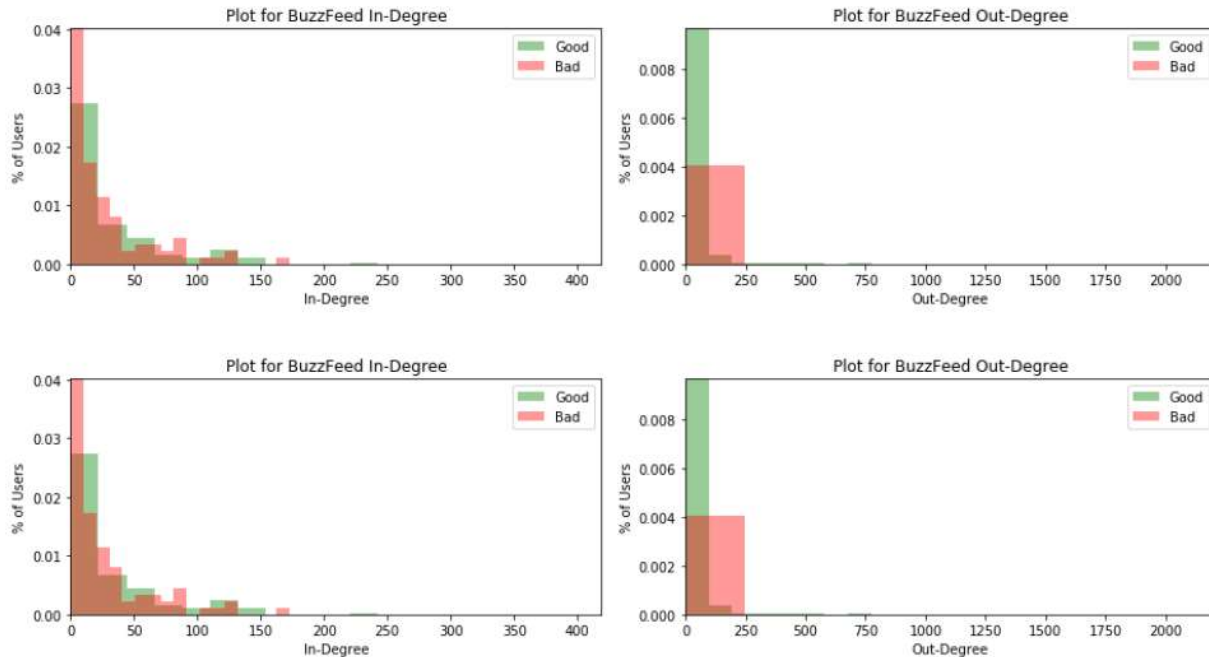 Plot for BuzzFeed In-Degree
0.04
0.03
0.02
0.01
0.00
% of Users
Good
Bad
0 50 100 150 200 250 300 350 400
In-Degree
Plot for BuzzFeed Out-Degree
0.008
0.006
0.004
0.002
0.000
% of Users
Good
Bad
0 250 500 750 1000 1250 1500 1750 2000
Out-Degree
Plot for BuzzFeed In-Degree
0.04
0.03
0.02
0.01
0.00
% of Users
Good
Bad
0 50 100 150 200 250 300 350 400
In-Degree
Plot for BuzzFeed Out-Degree
0.008
0.006
0.004
0.002
0.000
% of Users
Good
Bad
0 250 500 750 1000 1250 1500 1750 2000
Out-Degree